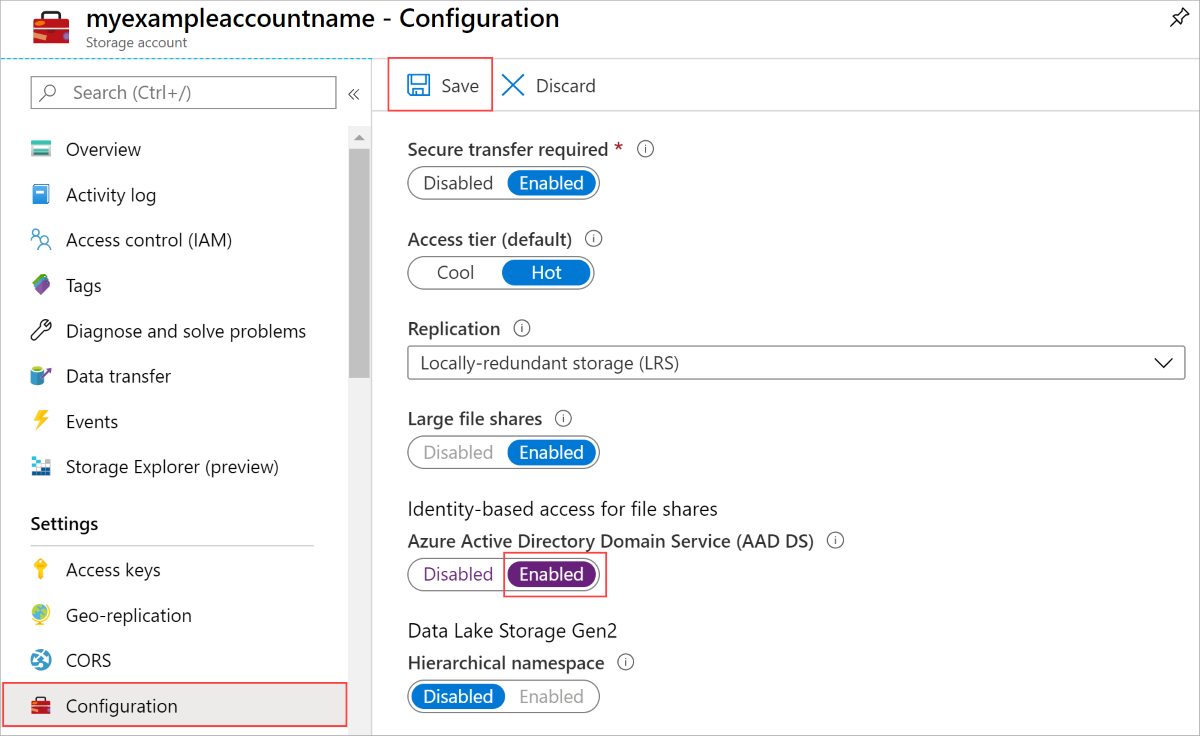 myexampleaccountname - Configuration
Storage account
Search (Ctrl+/)
«
Overview
Activity log
Access control (IAM)
Tags
Diagnose and solve problems
Data transfer
Events
Storage Explorer (preview)
Settings
Access keys
Geo-replication
CORS
Configuration
Save Discard
Secure transfer required *
Disabled Enabled
Access tier (default)
Cool Hot
Replication
Locally-redundant storage (LRS)
Large file shares
Disabled Enabled
Identity-based access for file shares
Azure Active Directory Domain Service (AAD DS)
Disabled Enabled
Data Lake Storage Gen2
Hierarchical namespace
Disabled Enabled